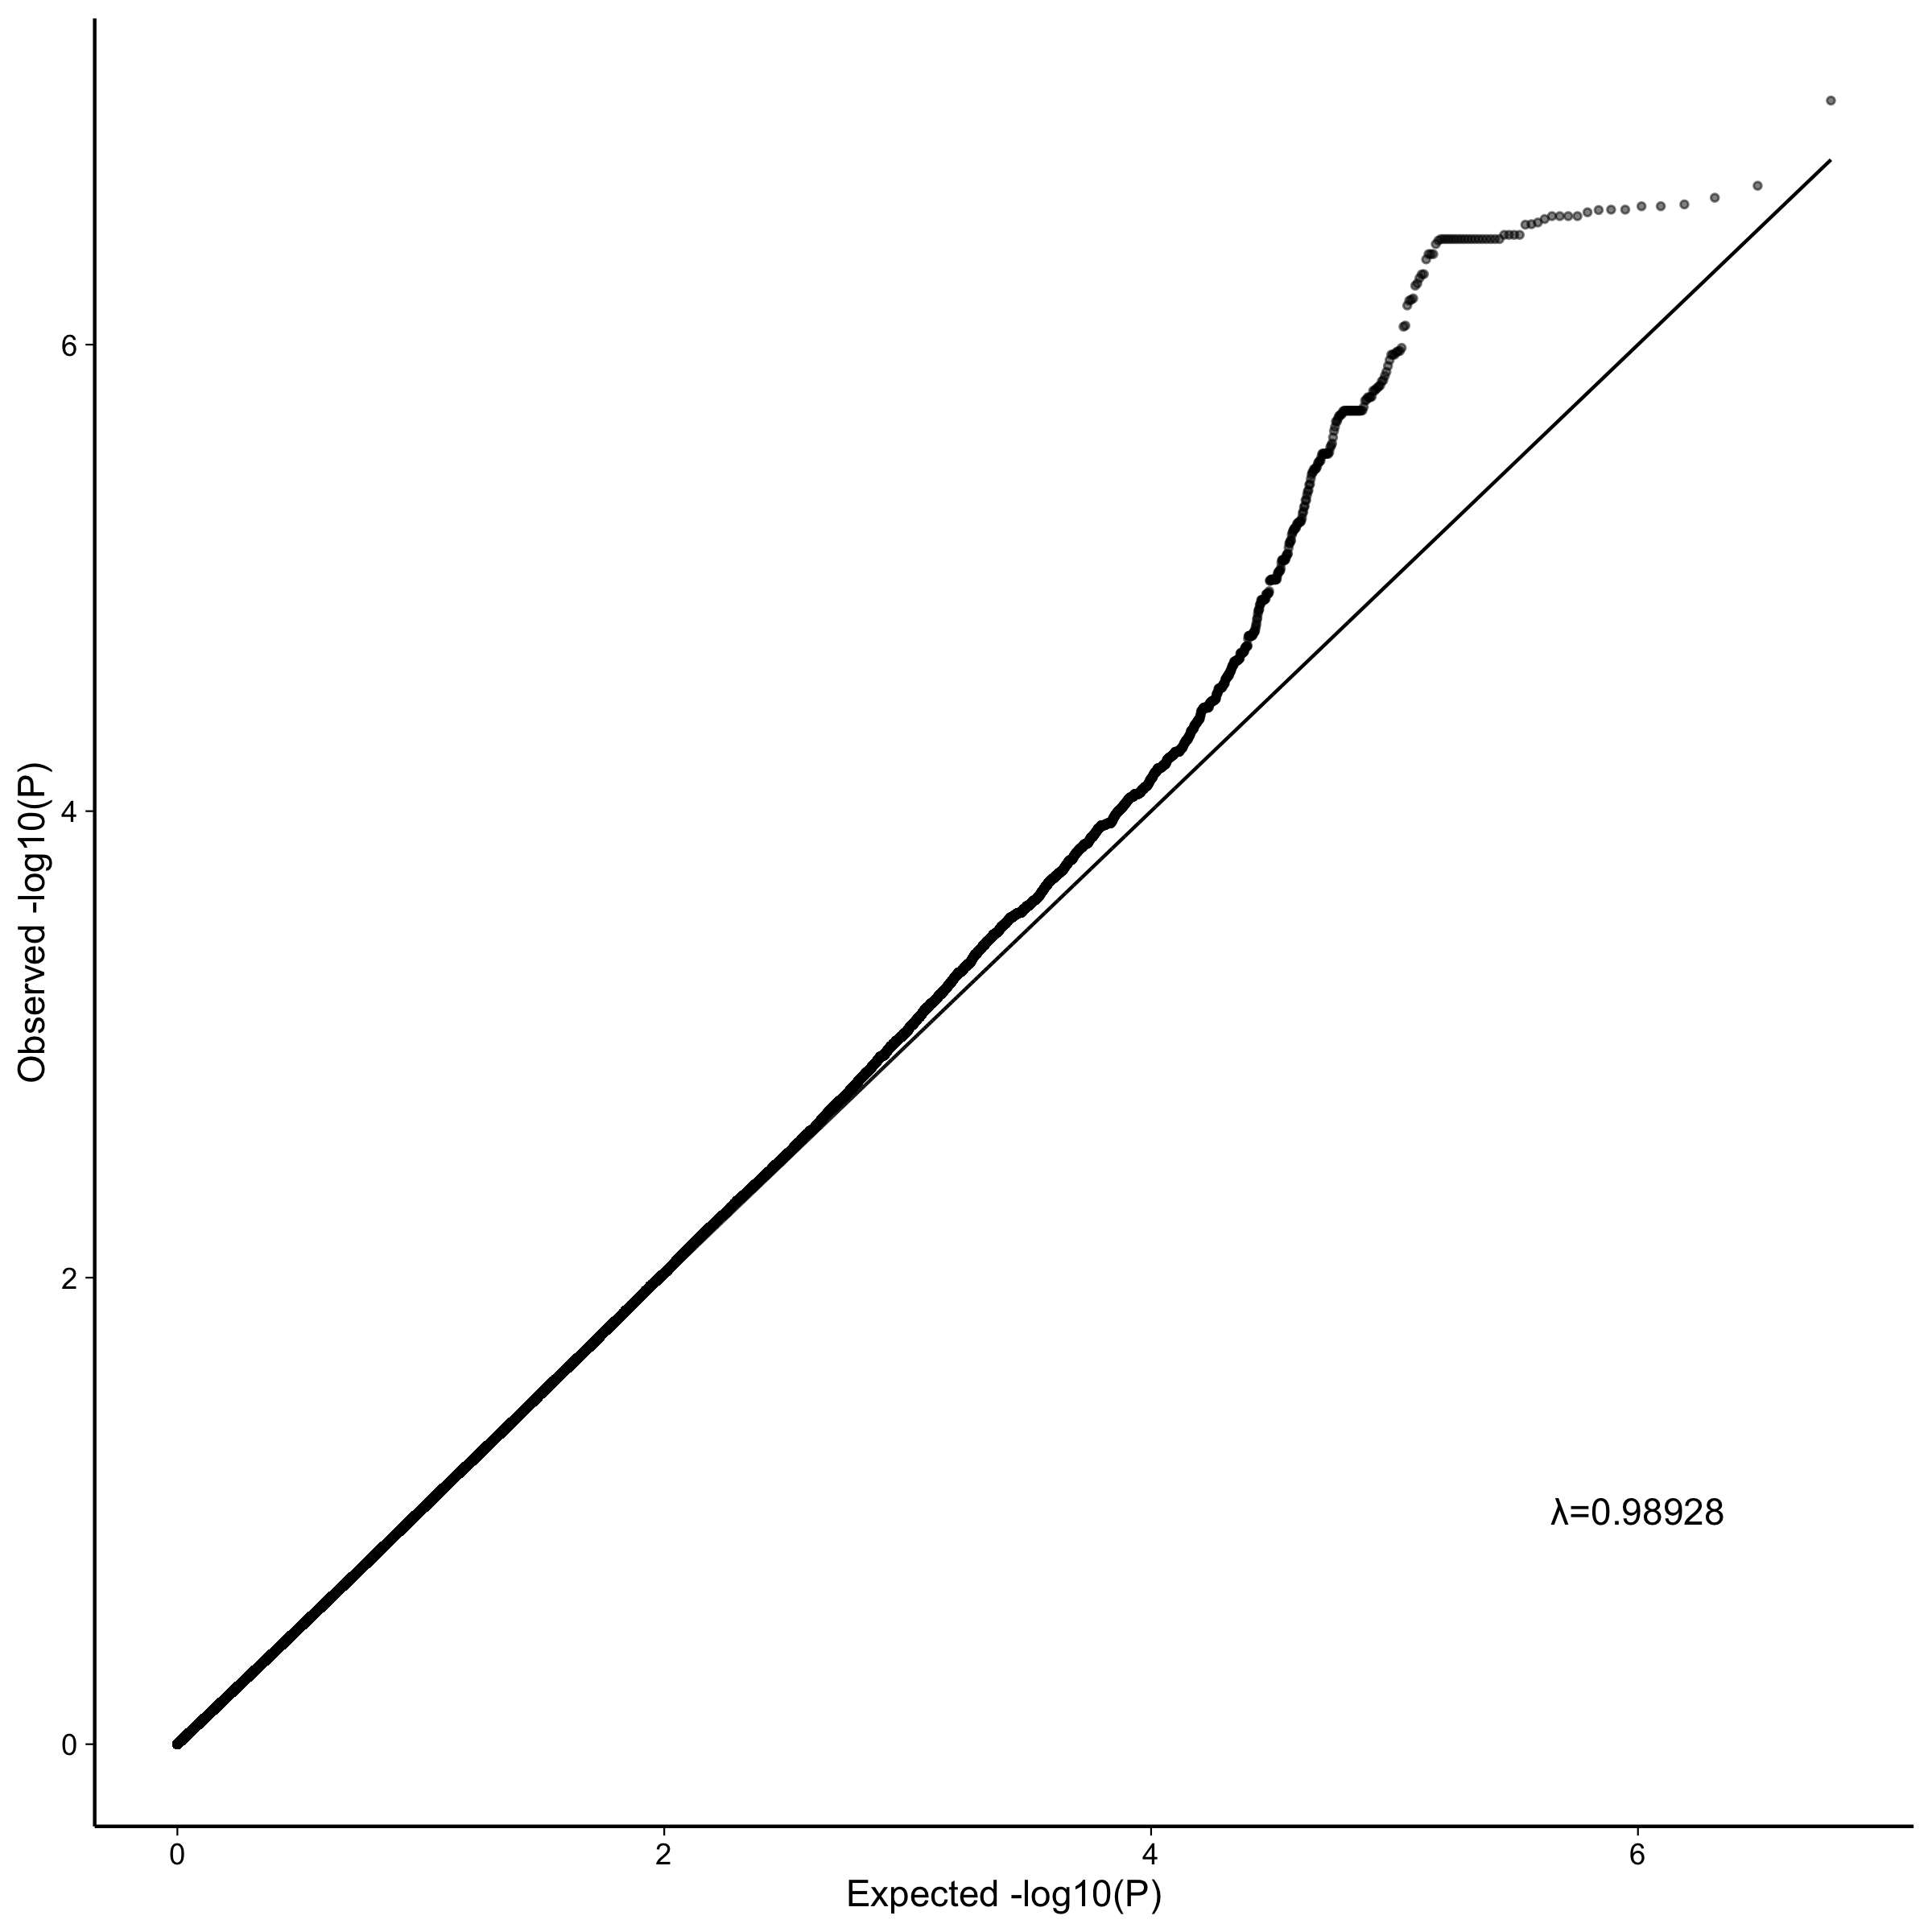 Observed -log10(P)
6
4
2
0
λ=0.98928
0 2 4 6
Expected -log10(P)